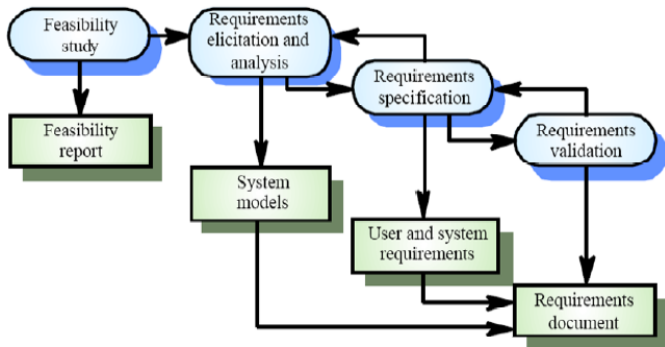 Feasibility
study
Requirements
elicitation and
analysis
Requirements
specification
Requirements
validation
Feasibility
report
System
models
User and system
requirements
Requirements
document